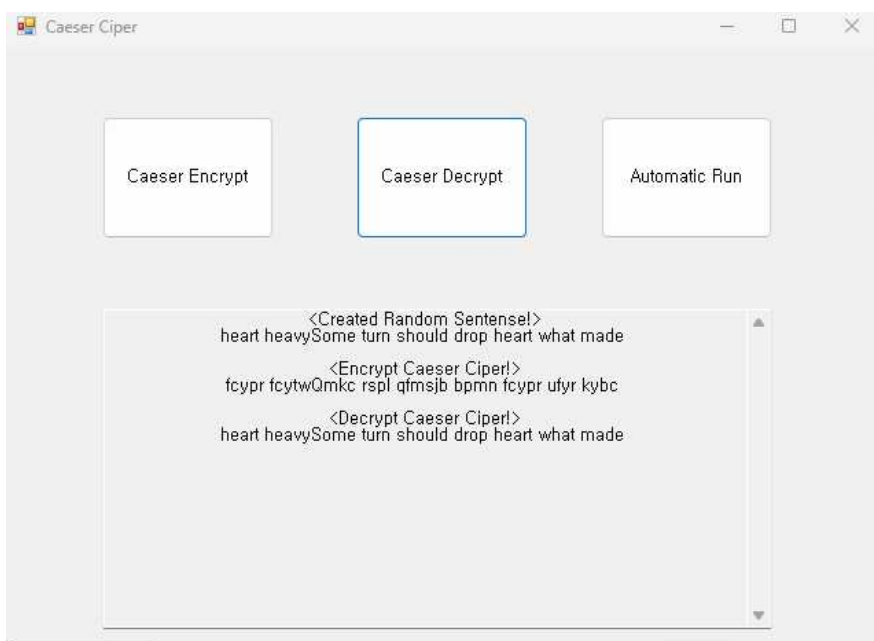 Caeser Ciper
Caeser Encrypt
Caeser Decrypt
Automatic Run
<Created Random Sentense!>
heart heavySome turn should drop heart what made
<Encrypt Caeser Ciper!>
fcypr fcytwQmkc rspl qfmsjb bpmn fcypr ufyr kybc
<Decrypt Caeser Ciper!>
heart heavySome turn should drop heart what made